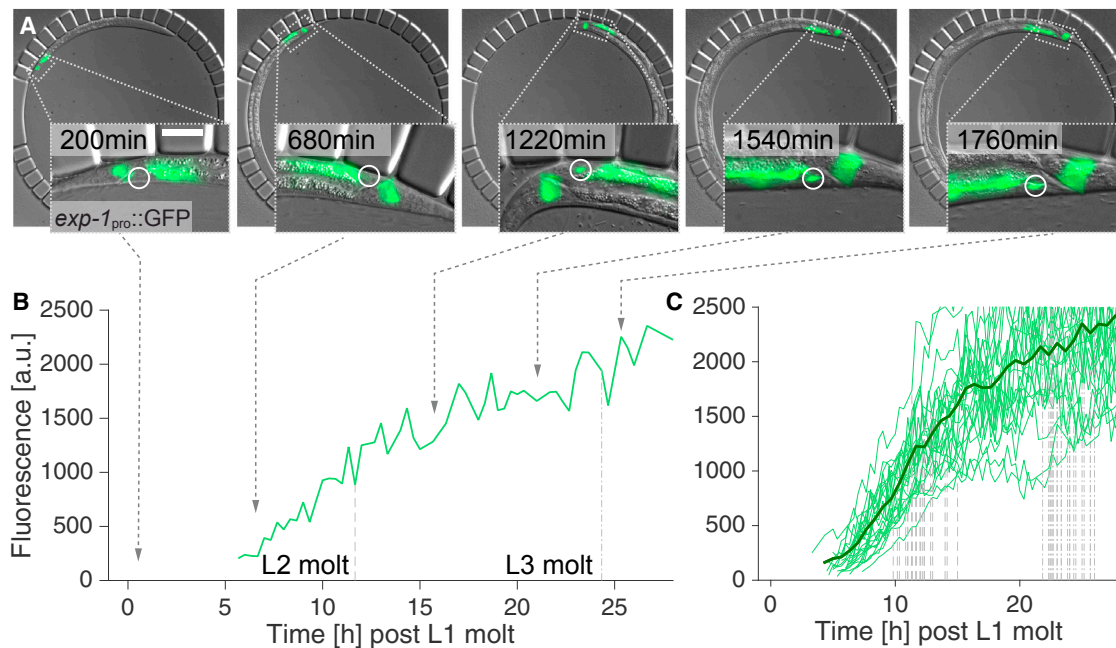 A
200min
680min
1220min
1540min
1760min
exp-1pro::GFP
B
C
Fluorescence [a.u.]
2500
2000
1500
1000
500
0
L2 molt
L3 molt
0 5 10 15 20 25
Time [h] post L1 molt
2500
2000
1500
1000
500
0
0 10 20
Time [h] post L1 molt